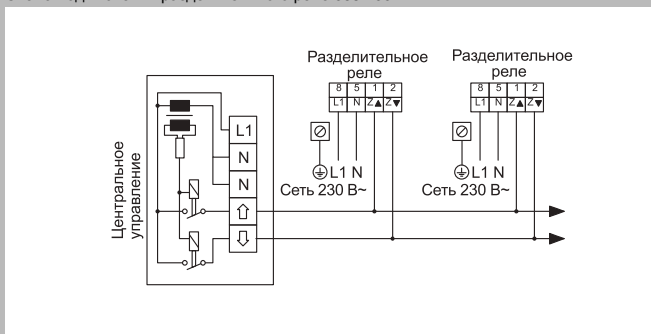 Разделительное
реле
8 5 1 2
L1 N Z▲ Z▼
L1 N
Сеть 230 В~
Разделительное
реле
8 5 1 2
L1 N Z▲ Z▼
L1 N
Сеть 230 В~
Центральное
управление
L1
N
N